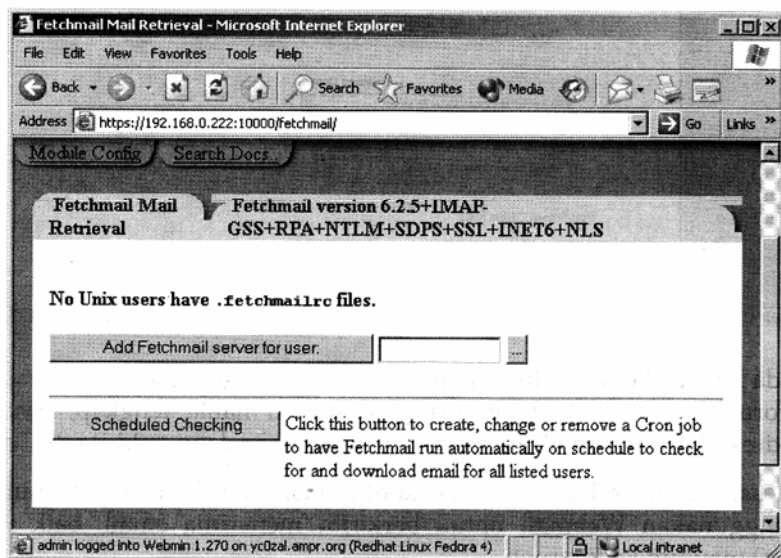 Fetchmail Mail Retrieval - Microsoft Internet Explorer
File Edit View Favorites Tools Help
Back Search Favorites Media
Address https://192.168.0.222:10000/fetchmail/ Go Links
Module Config Search Docs..
Fetchmail Mail Retrieval
Fetchmail version 6.2.5+IMAP-
GSS+RPA+NTLM+SDPS+SSL+INET6+NLS
No Unix users have .fetchmailrc files.
Add Fetchmail server for user: ...
Scheduled Checking
Click this button to create, change or remove a Cron job
to have Fetchmail run automatically on schedule to check
for and download email for all listed users.
admin logged into Webmin 1.270 on yc0zal.ampr.org (Redhat Linux Fedora 4) Local intranet